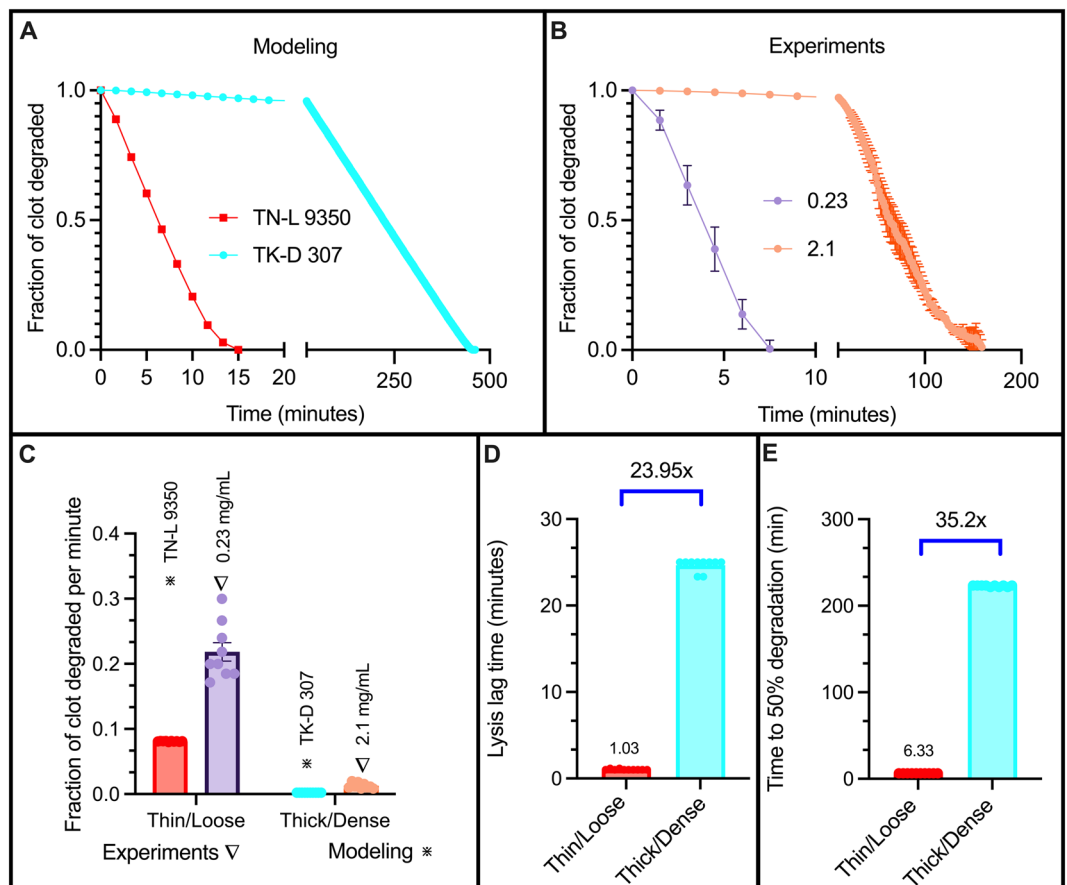 A
Modeling
Fraction of clot degraded
1.0
0.5
0.0
TN-L 9350
TK-D 307
0 5 10 15 20 250 500
Time (minutes)
B
Experiments
Fraction of clot degraded
1.0
0.5
0.0
0.23
2.1
0 5 10 100 200
Time (minutes)
C
Fraction of clot degraded per minute
0.4
0.3
0.2
0.1
0.0
※ TN-L 9350
▽ 0.23 mg/mL
※ TK-D 307
▽ 2.1 mg/mL
Thin/Loose Thick/Dense
Experiments ▽ Modeling ※
D
23.95x
Lysis lag time (minutes)
30
20
10
0
1.03
Thin/Loose
Thick/Dense
E
35.2x
Time to 50% degradation (min)
300
200
100
0
6.33
Thin/Loose
Thick/Dense